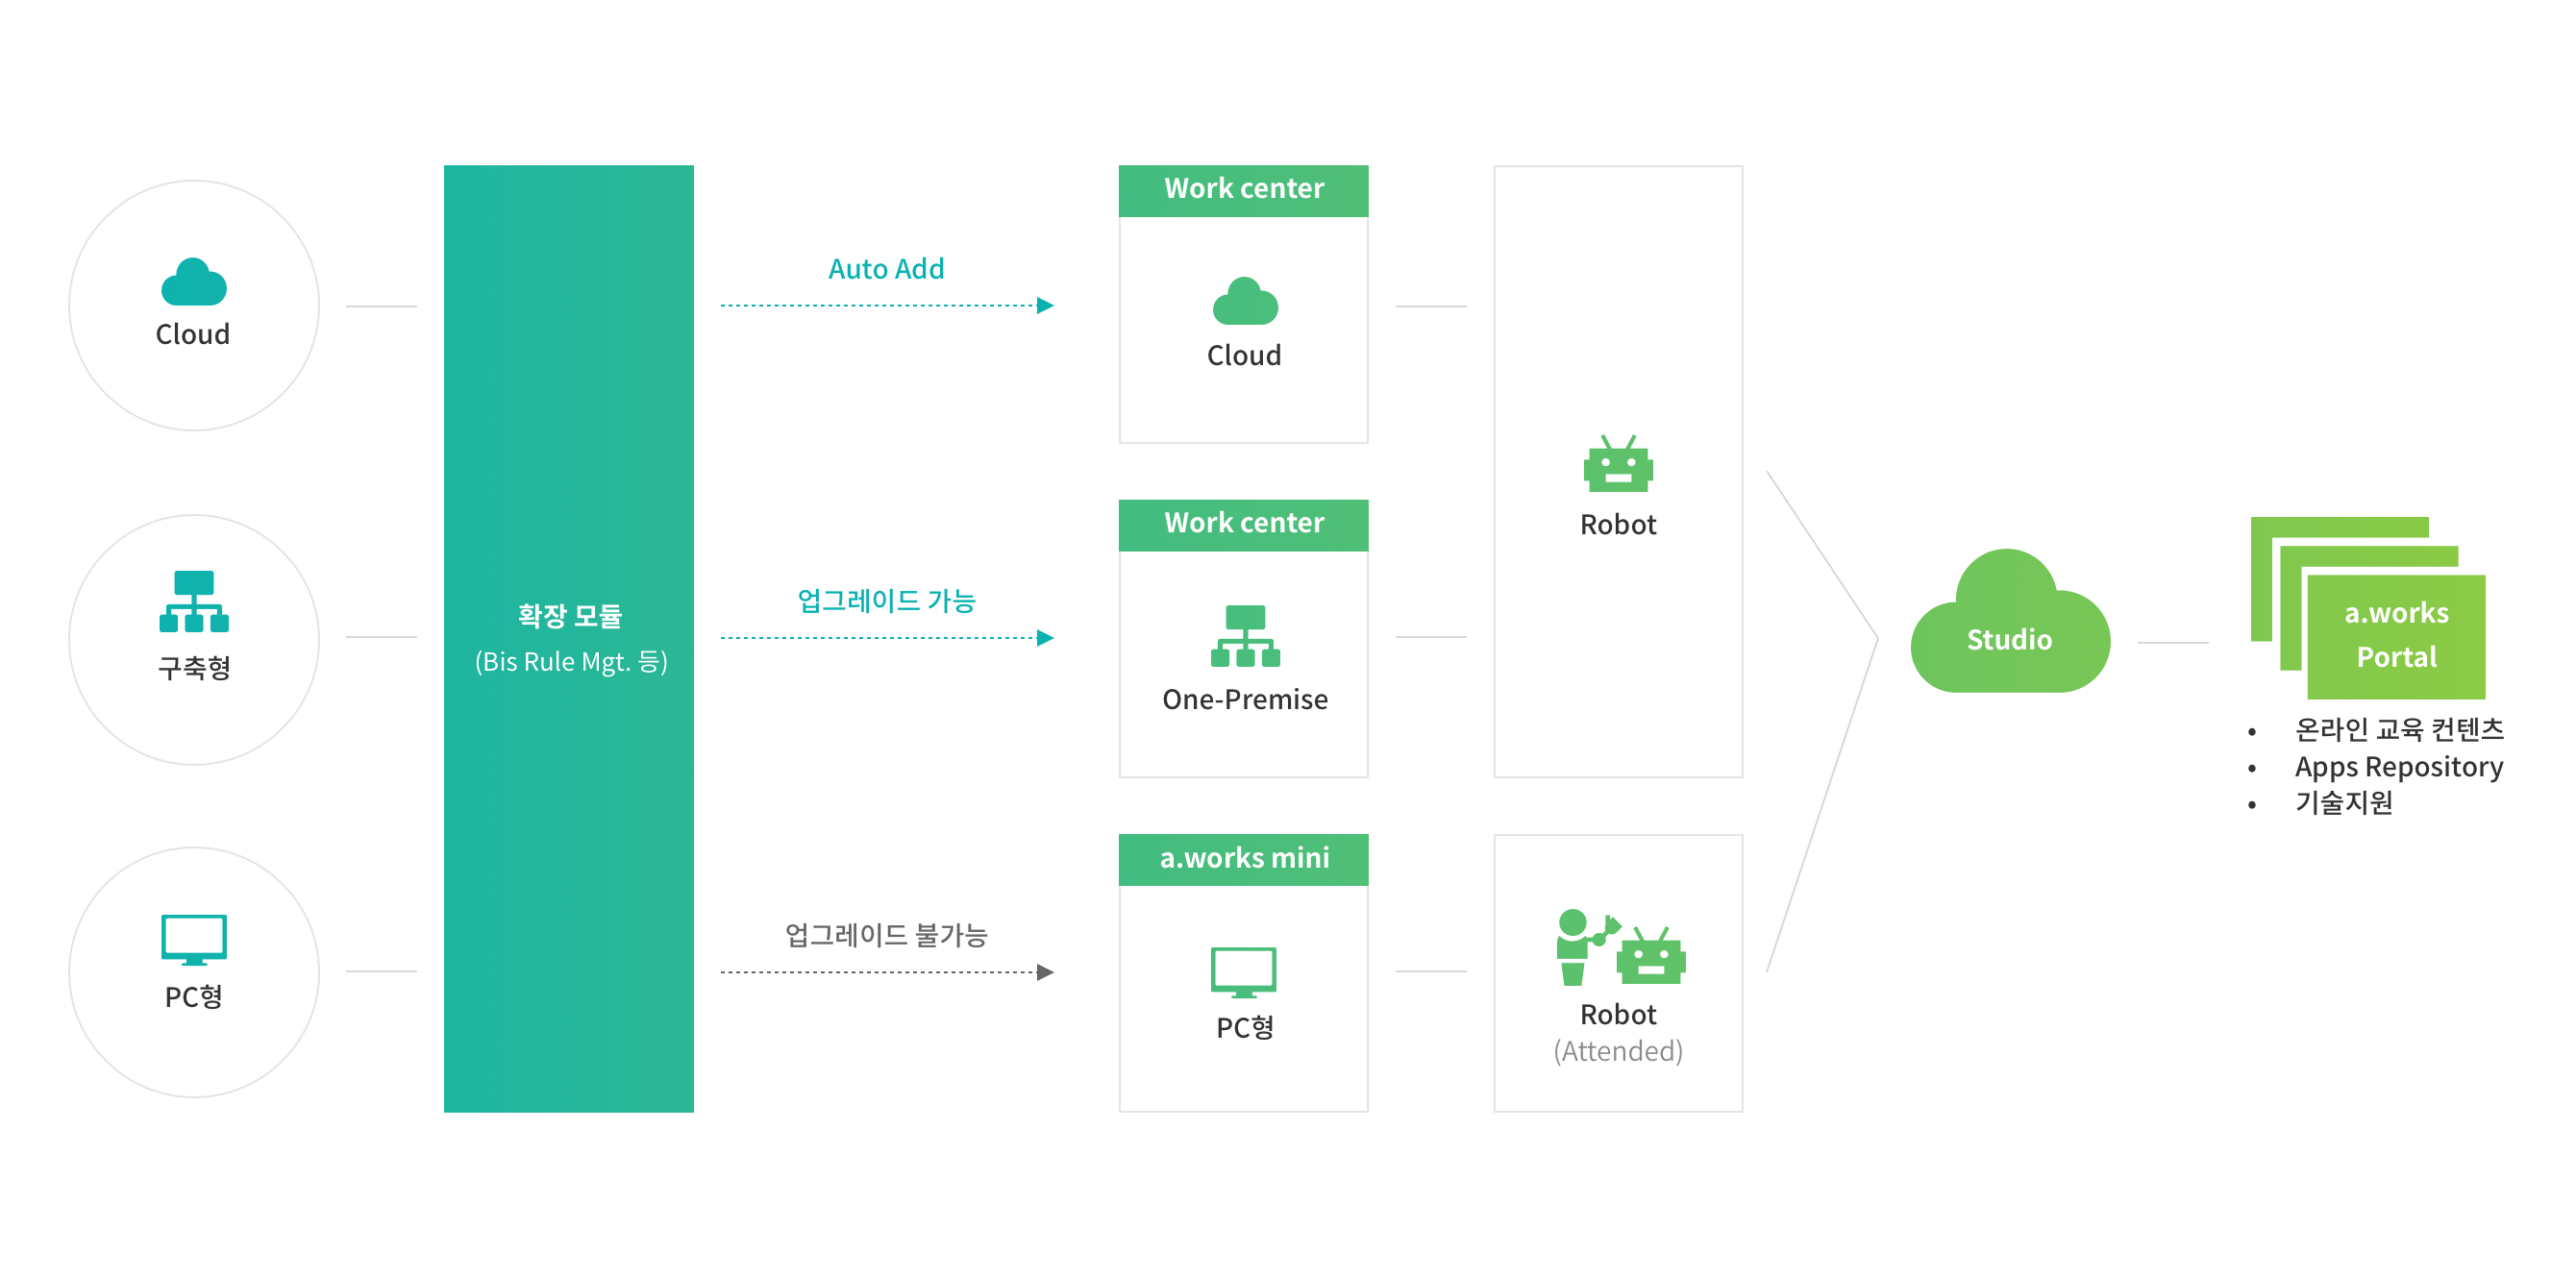 Cloud
구축형
PC형
확장 모듈
(Bis Rule Mgt. 등)
Auto Add
업그레이드 가능
업그레이드 불가능
Work center
Cloud
Work center
One-Premise
a.works mini
PC형
Robot
Robot
(Attended)
Studio
a.works
Portal
• 온라인 교육 컨텐츠
• Apps Repository
• 기술지원